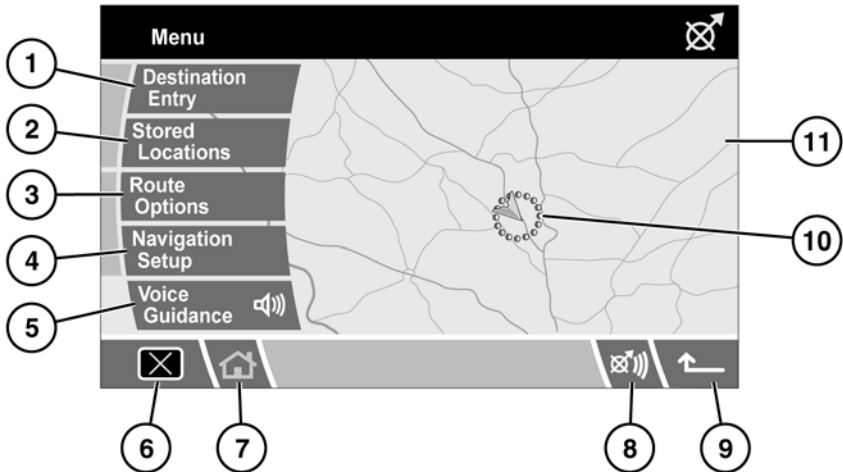 Menu
1
Destination
Entry
2
Stored
Locations
3
Route
Options
4
Navigation
Setup
5
Voice
Guidance
11
10
6
7
8
9